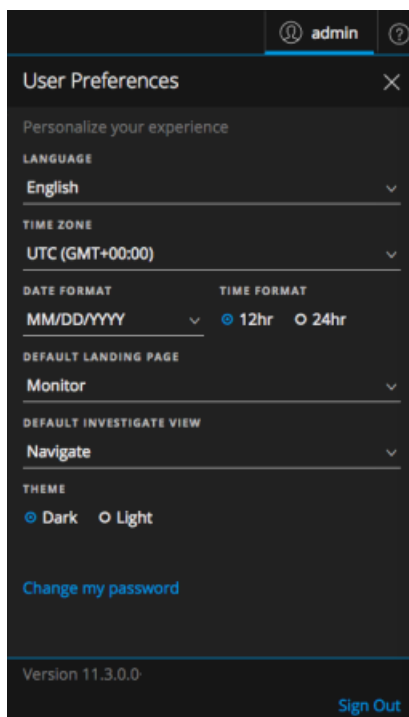 admin
User Preferences
Personalize your experience
LANGUAGE
English
TIME ZONE
UTC (GMT+00:00)
DATE FORMAT TIME FORMAT
MM/DD/YYYY 12hr 24hr
DEFAULT LANDING PAGE
Monitor
DEFAULT INVESTIGATE VIEW
Navigate
THEME
Dark Light
Change my password
Version 11.3.0.0
Sign Out